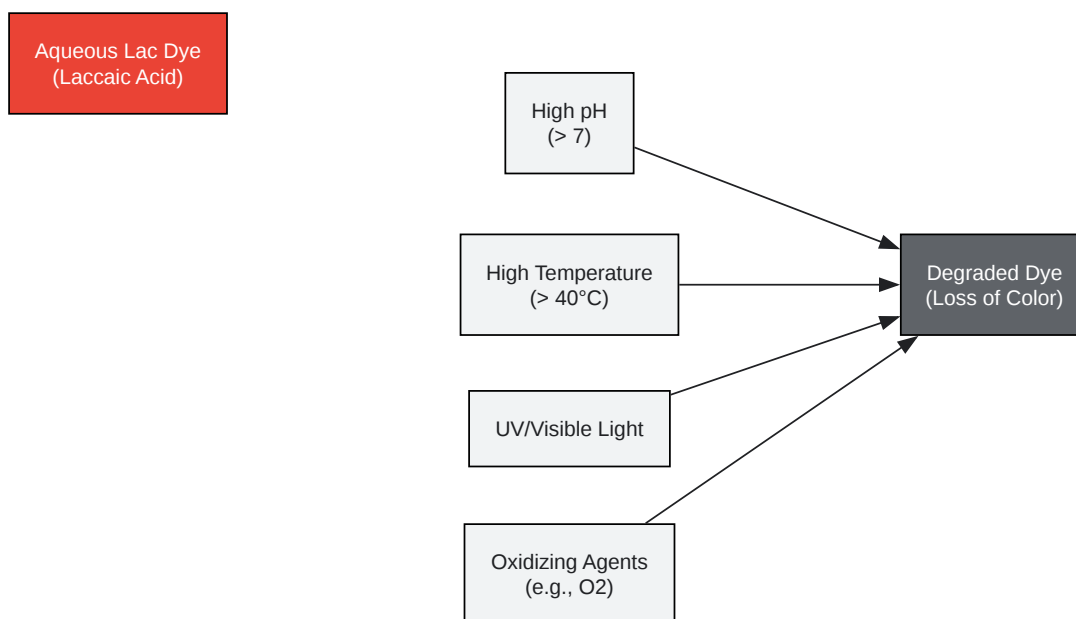 Aqueous Lac Dye
(Laccaic Acid)
High pH
(> 7)
High Temperature
(> 40°C)
Degraded Dye
(Loss of Color)
UV/Visible Light
Oxidizing Agents
(e.g., O2)